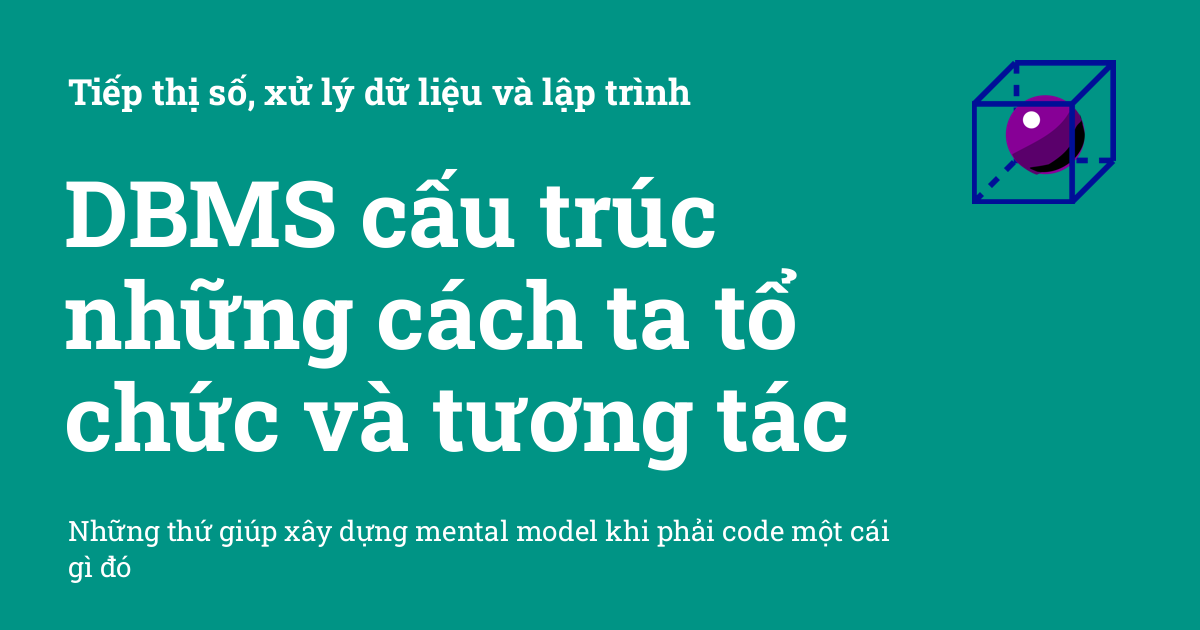 Tiếp thị số, xử lý dữ liệu và lập trình
DBMS cấu trúc
những cách ta tổ
chức và tương tác
Những thứ giúp xây dựng mental model khi phải code một cái
gì đó